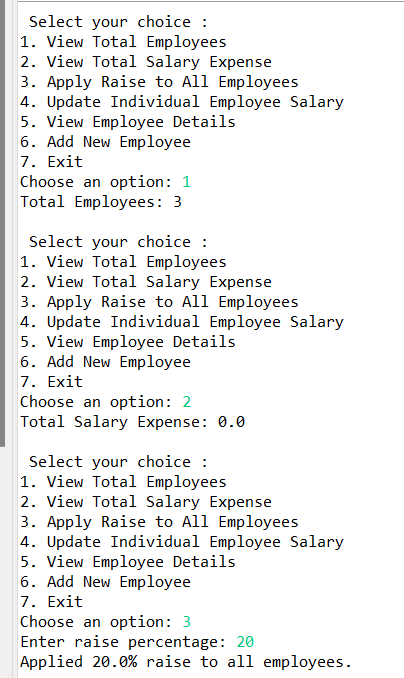 Select your choice :
1. View Total Employees
2. View Total Salary Expense
3. Apply Raise to All Employees
4. Update Individual Employee Salary
5. View Employee Details
6. Add New Employee
7. Exit
Choose an option: 1
Total Employees: 3
Select your choice :
1. View Total Employees
2. View Total Salary Expense
3. Apply Raise to All Employees
4. Update Individual Employee Salary
5. View Employee Details
6. Add New Employee
7. Exit
Choose an option: 2
Total Salary Expense: 0.0
Select your choice :
1. View Total Employees
2. View Total Salary Expense
3. Apply Raise to All Employees
4. Update Individual Employee Salary
5. View Employee Details
6. Add New Employee
7. Exit
Choose an option: 3
Enter raise percentage: 20
Applied 20.0% raise to all employees.